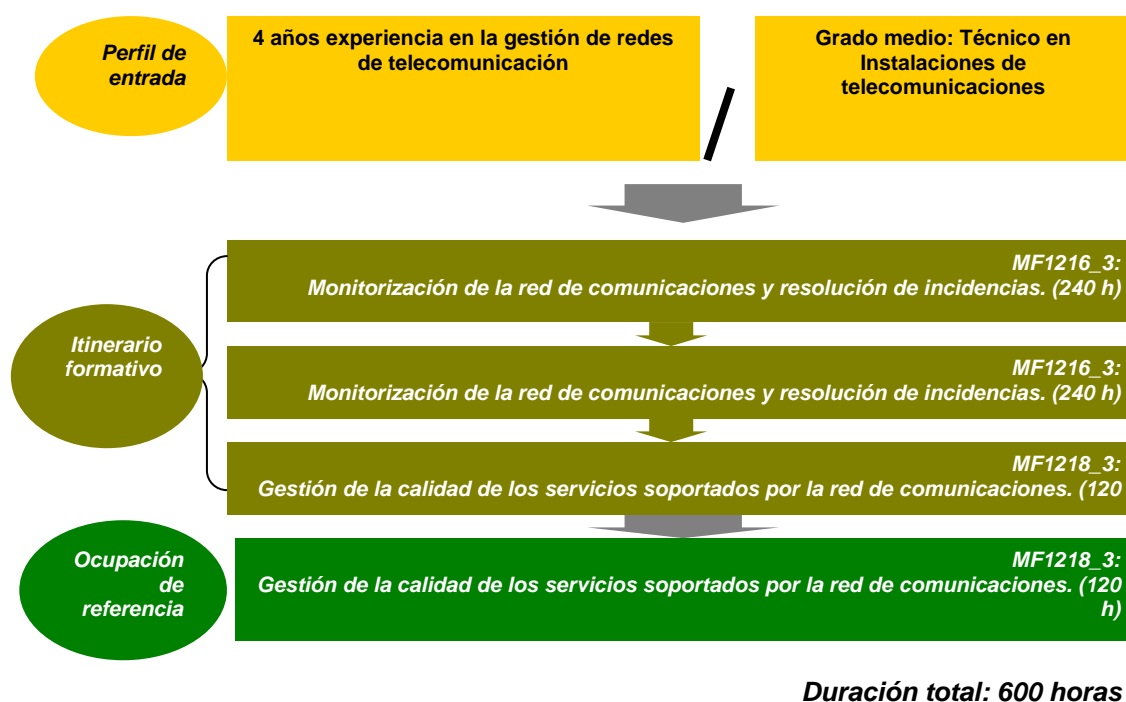 Perfil de
entrada
4 años experiencia en la gestión de redes
de telecomunicación
Grado medio: Técnico en
Instalaciones de
telecomunicaciones
Itinerario
formativo
MF1216_3:
Monitorización de la red de comunicaciones y resolución de incidencias. (240 h)
MF1216_3:
Monitorización de la red de comunicaciones y resolución de incidencias. (240 h)
MF1218_3:
Gestión de la calidad de los servicios soportados por la red de comunicaciones. (120
Ocupación
de
referencia
MF1218_3:
Gestión de la calidad de los servicios soportados por la red de comunicaciones. (120
h)
Duración total: 600 horas